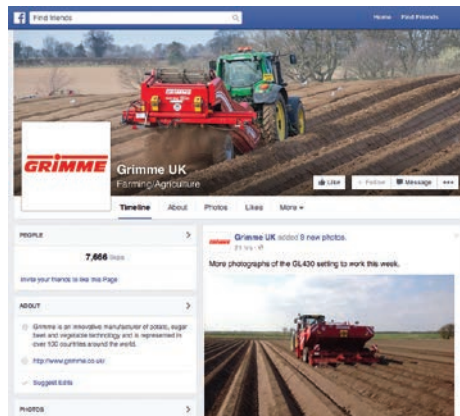 Find friends
Home Find Friends
GRIMME
GRIMME
Grimme UK
Farming/Agriculture
Like
Follow
Message
Timeline About Photos Likes More
PEOPLE
7,666 likes
Invite your friends to like this Page
ABOUT
Grimme is an innovative manufacturer of potato, sugar
beet and vegetable technology and is represented in
over 100 countries around the world.
http://www.grimme.co.uk/
Suggest Edits
PHOTOS
GRIMME
Grimme UK added 9 new photos.
More photographs of the GL430 setting to work this week.